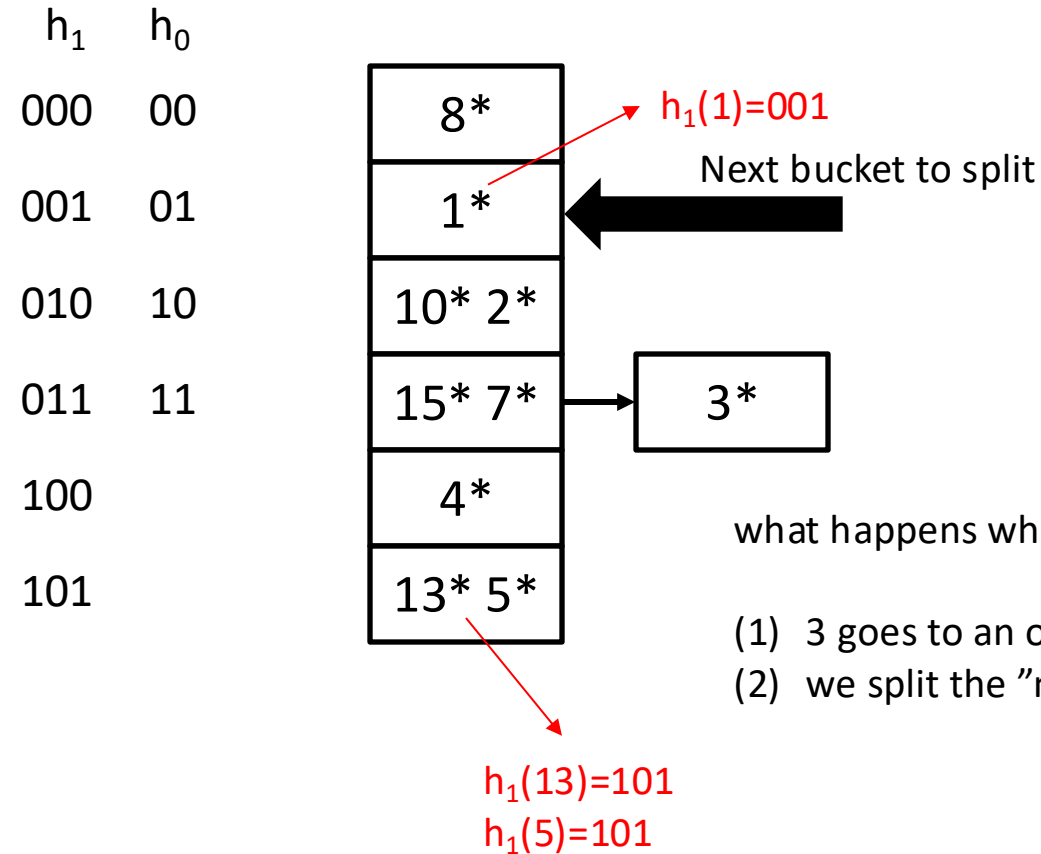 h₁ h₀
000 00 8* h₁(1)=001
Next bucket to split
001 01 1*
010 10 10* 2*
011 11 15* 7* 3*
100 4*
what happens wh
101 13* 5*
(1) 3 goes to an
(2) we split the ”
h₁(13)=101
h₁(5)=101